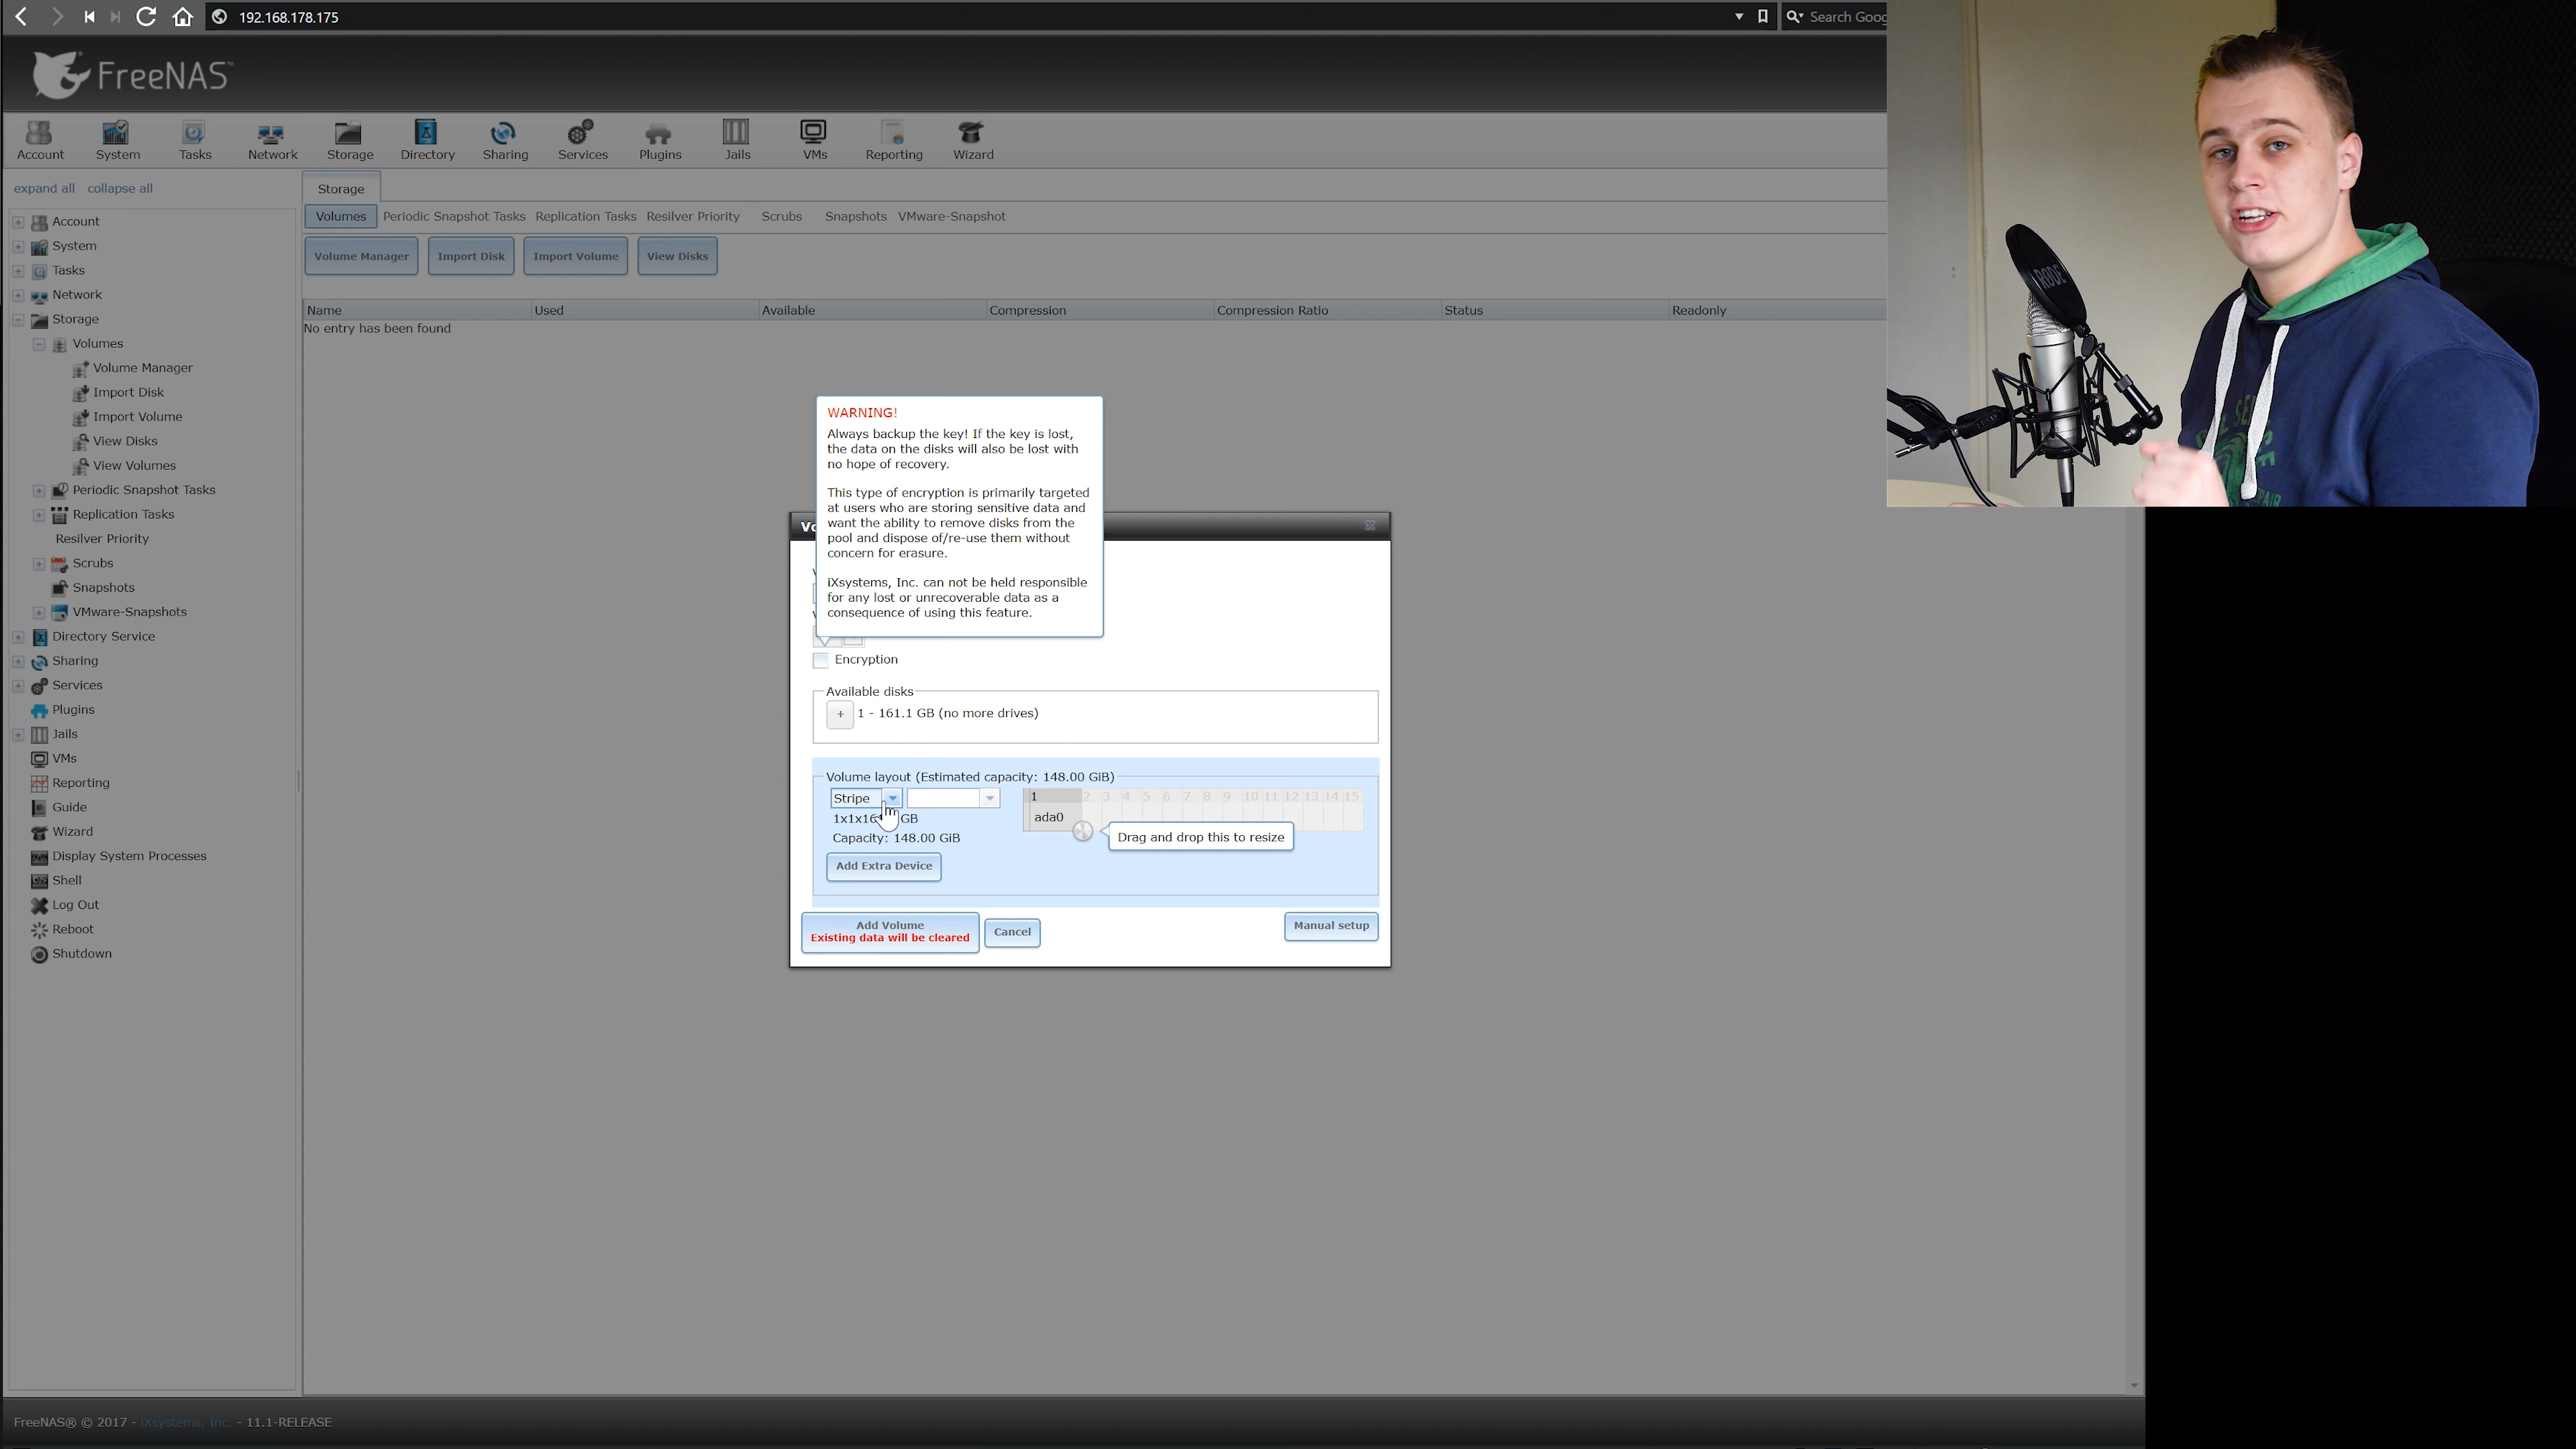 192.168.178.175
Search Goog
FreeNAS™
Account System Tasks Network Storage Directory Sharing Services Plugins Jails VMs Reporting Wizard
expand all collapse all
Account
System
Tasks
Network
Storage
Volumes
Volume Manager
Import Disk
Import Volume
View Disks
View Volumes
Periodic Snapshot Tasks
Replication Tasks
Resilver Priority
Scrubs
Snapshots
VMware-Snapshots
Directory Service
Sharing
Services
Plugins
Jails
VMs
Reporting
Guide
Wizard
Display System Processes
Shell
Log Out
Reboot
Shutdown
Storage
Volumes Periodic Snapshot Tasks Replication Tasks Resilver Priority Scrubs Snapshots VMware-Snapshot
Volume Manager Import Disk Import Volume View Disks
Name Used Available Compression Compression Ratio Status Readonly
No entry has been found
WARNING!
Always backup the key! If the key is lost,
the data on the disks will also be lost with
no hope of recovery.
This type of encryption is primarily targeted
at users who are storing sensitive data and
want the ability to remove disks from the
pool and dispose of/re-use them without
concern for erasure.
iXsystems, Inc. can not be held responsible
for any lost or unrecoverable data as a
consequence of using this feature.
Encryption
Available disks
+ 1 - 161.1 GB (no more drives)
Volume layout (Estimated capacity: 148.00 GiB)
Stripe
1 2 3 4 5 6 7 8 9 10 11 12 13 14 15
ada0
GB
Capacity: 148.00 GiB
Drag and drop this to resize
Add Extra Device
Add Volume
Existing data will be cleared
Cancel
Manual setup
RØDE
FreeNAS® © 2017 - iXsystems, Inc. - 11.1-RELEASE